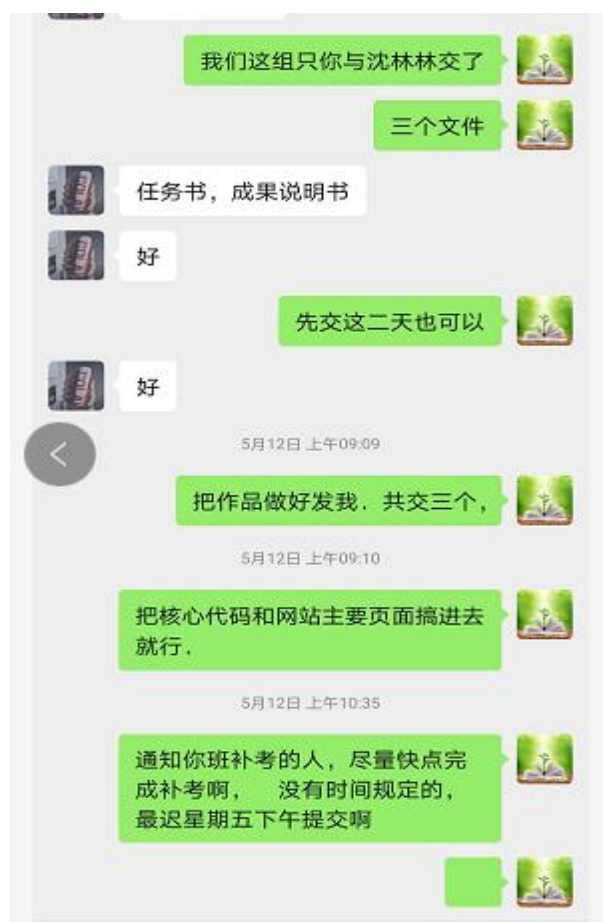 我们这组只你与沈林林交了
三个文件
任务书，成果说明书
好
先交这二天也可以
好
5月12日 上午09:09
把作品做好发我．共交三个，
5月12日 上午09:10
把核心代码和网站主要页面搞进去
就行．
5月12日 上午10:35
通知你班补考的人，尽量快点完
成补考啊，　没有时间规定的，
最迟星期五下午提交啊